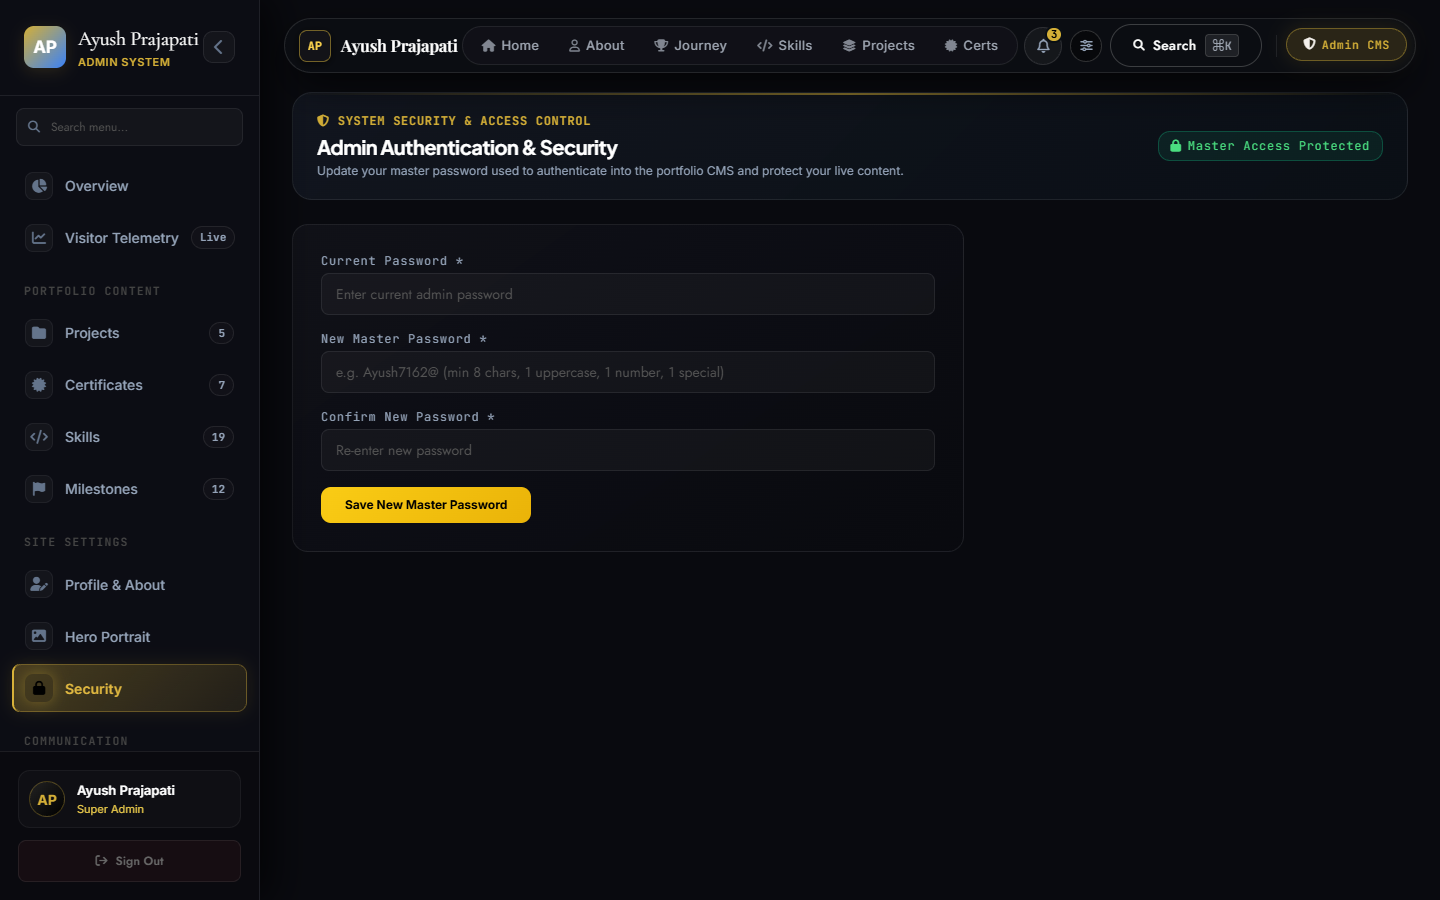 AP
Ayush Prajapati
ADMIN SYSTEM
Search menu...
Overview
Visitor Telemetry Live
PORTFOLIO CONTENT
Projects 5
Certificates 7
Skills 19
Milestones 12
SITE SETTINGS
Profile & About
Hero Portrait
Security
COMMUNICATION
AP
Ayush Prajapati
Super Admin
Sign Out
AP Ayush Prajapati Home About Journey Skills Projects Certs 3 Search ⌘K Admin CMS
SYSTEM SECURITY & ACCESS CONTROL
Admin Authentication & Security
Update your master password used to authenticate into the portfolio CMS and protect your live content.
Master Access Protected
Current Password *
Enter current admin password
New Master Password *
e.g. Ayush7162@ (min 8 chars, 1 uppercase, 1 number, 1 special)
Confirm New Password *
Re-enter new password
Save New Master Password